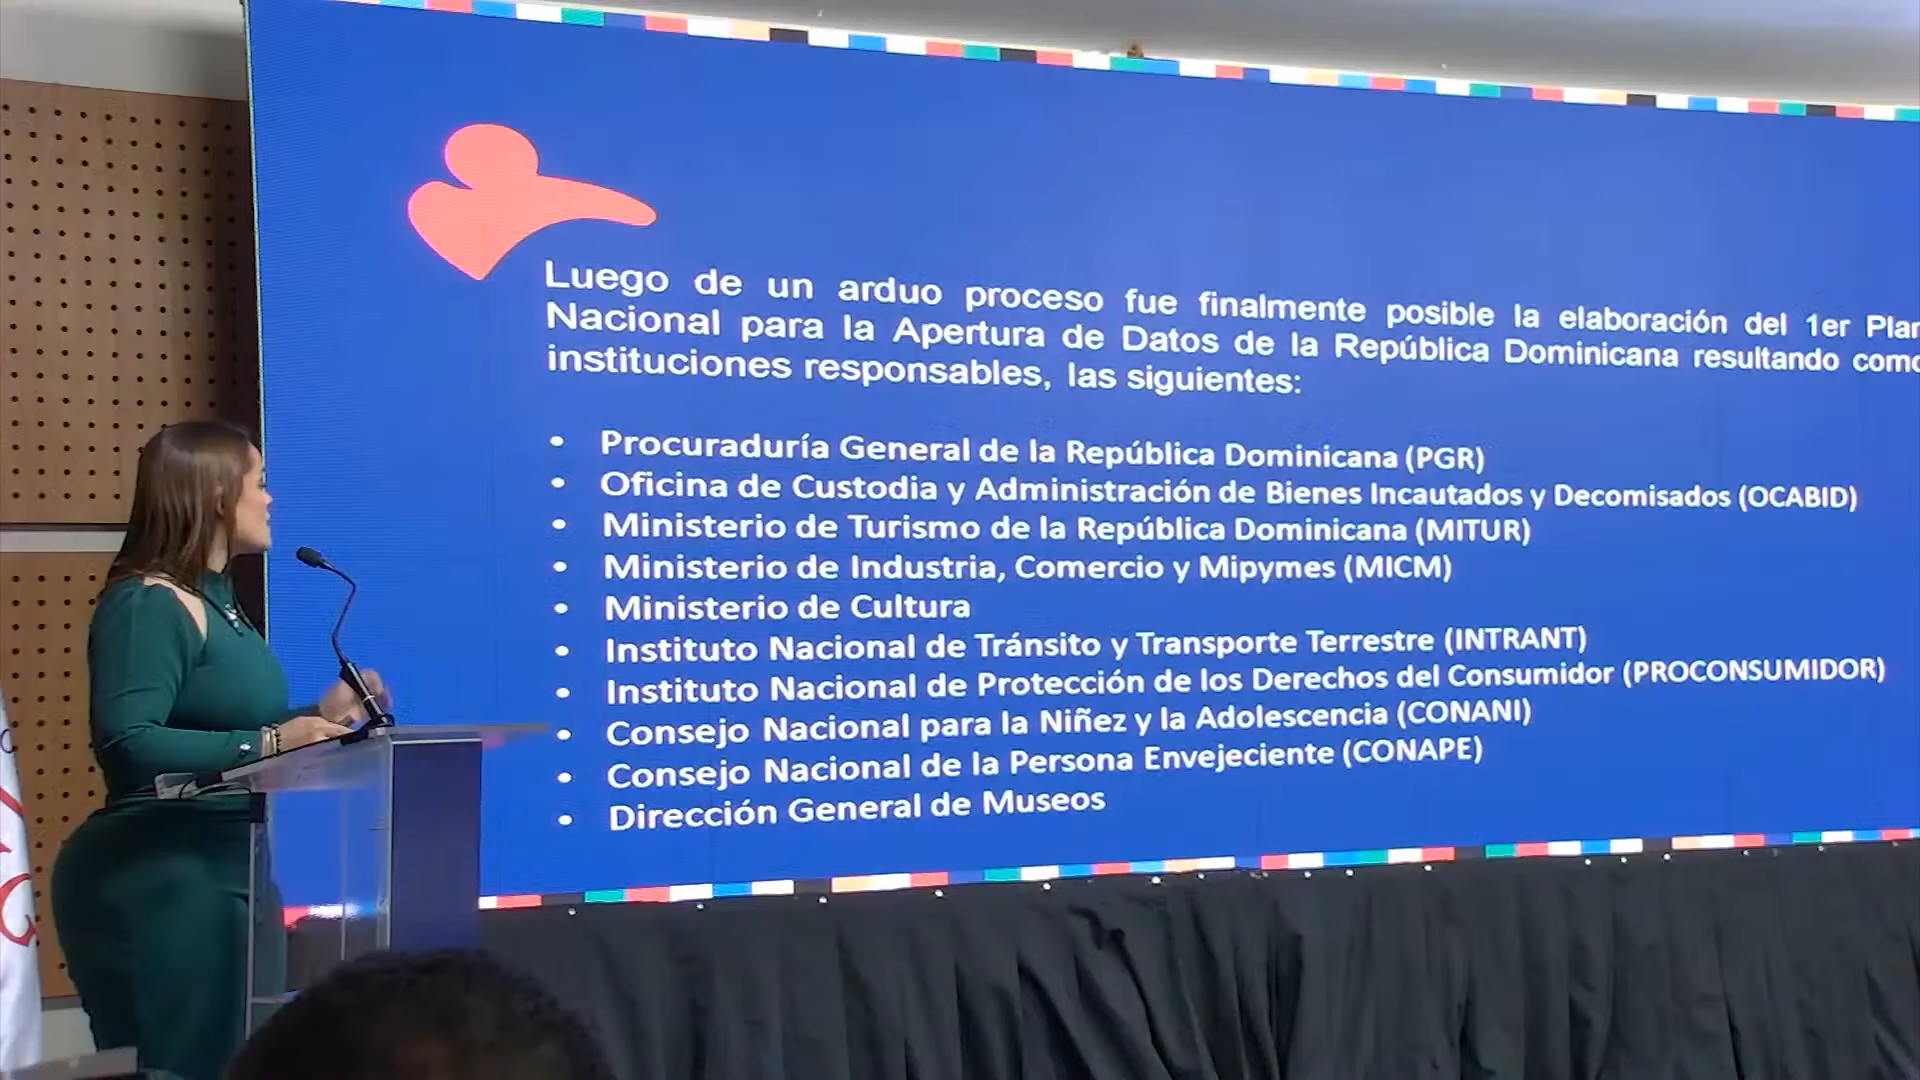 Luego de un arduo proceso fue finalmente posible la elaboración del 1er Plan
Nacional para la Apertura de Datos de la República Dominicana resultando como
instituciones responsables, las siguientes:
• Procuraduría General de la República Dominicana (PGR)
• Oficina de Custodia y Administración de Bienes Incautados y Decomisados (OCABID)
• Ministerio de Turismo de la República Dominicana (MITUR)
• Ministerio de Industria, Comercio y Mipymes (MICM)
• Ministerio de Cultura
• Instituto Nacional de Tránsito y Transporte Terrestre (INTRANT)
• Instituto Nacional de Protección de los Derechos del Consumidor (PROCONSUMIDOR)
• Consejo Nacional para la Niñez y la Adolescencia (CONANI)
• Consejo Nacional de la Persona Envejeciente (CONAPE)
• Dirección General de Museos